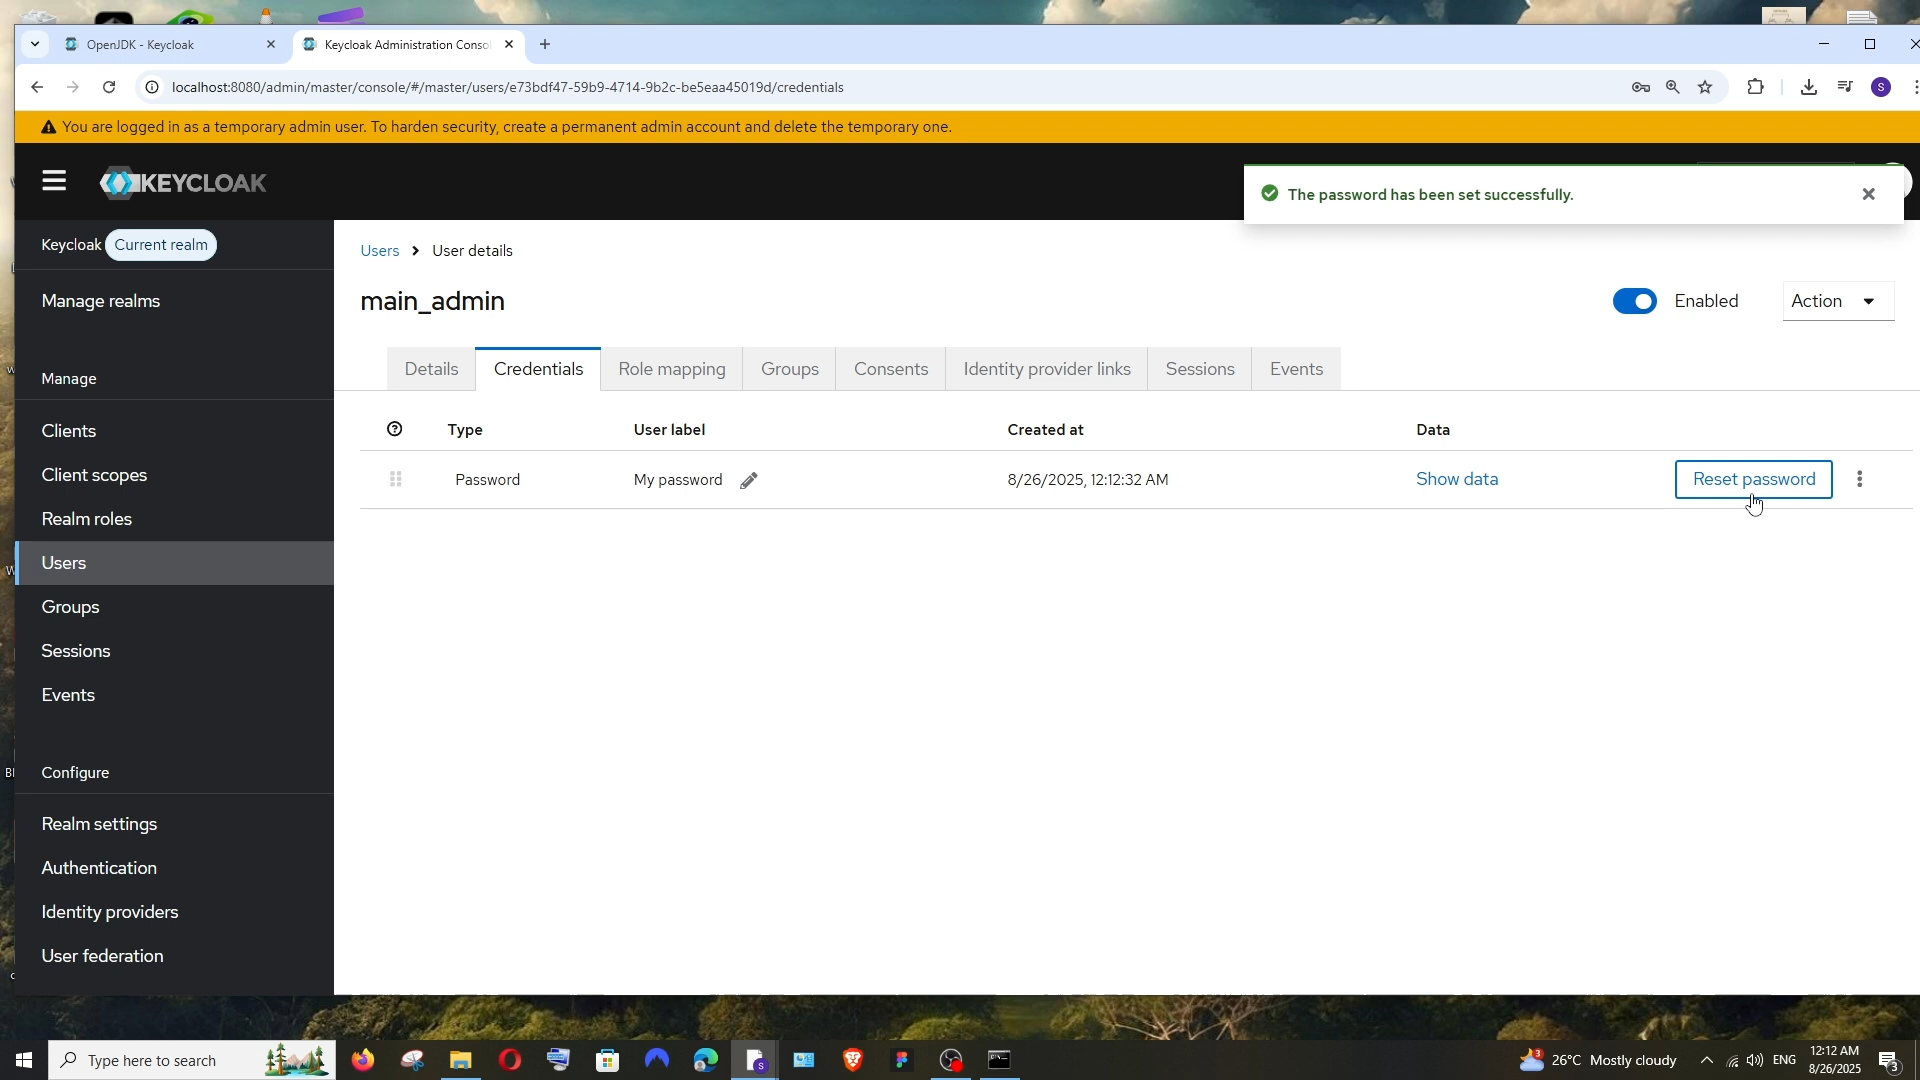 OpenJDK - Keycloak
Keycloak Administration Conso
localhost:8080/admin/master/console/#/master/users/e73bdf47-59b9-4714-9b2c-be5eaa45019d/credentials
S
You are logged in as a temporary admin user. To harden security, create a permanent admin account and delete the temporary one.
KEYCLOAK
The password has been set successfully.
Keycloak Current realm
Manage realms
Manage
Clients
Client scopes
Realm roles
Users
Groups
Sessions
Events
Configure
Realm settings
Authentication
Identity providers
User federation
Users > User details
main_admin
Enabled
Action
Details Credentials Role mapping Groups Consents Identity provider links Sessions Events
Type User label Created at Data
Password My password 8/26/2025, 12:12:32 AM Show data Reset password
Type here to search
3 26°C Mostly cloudy ENG 12:12 AM
8/26/2025
3